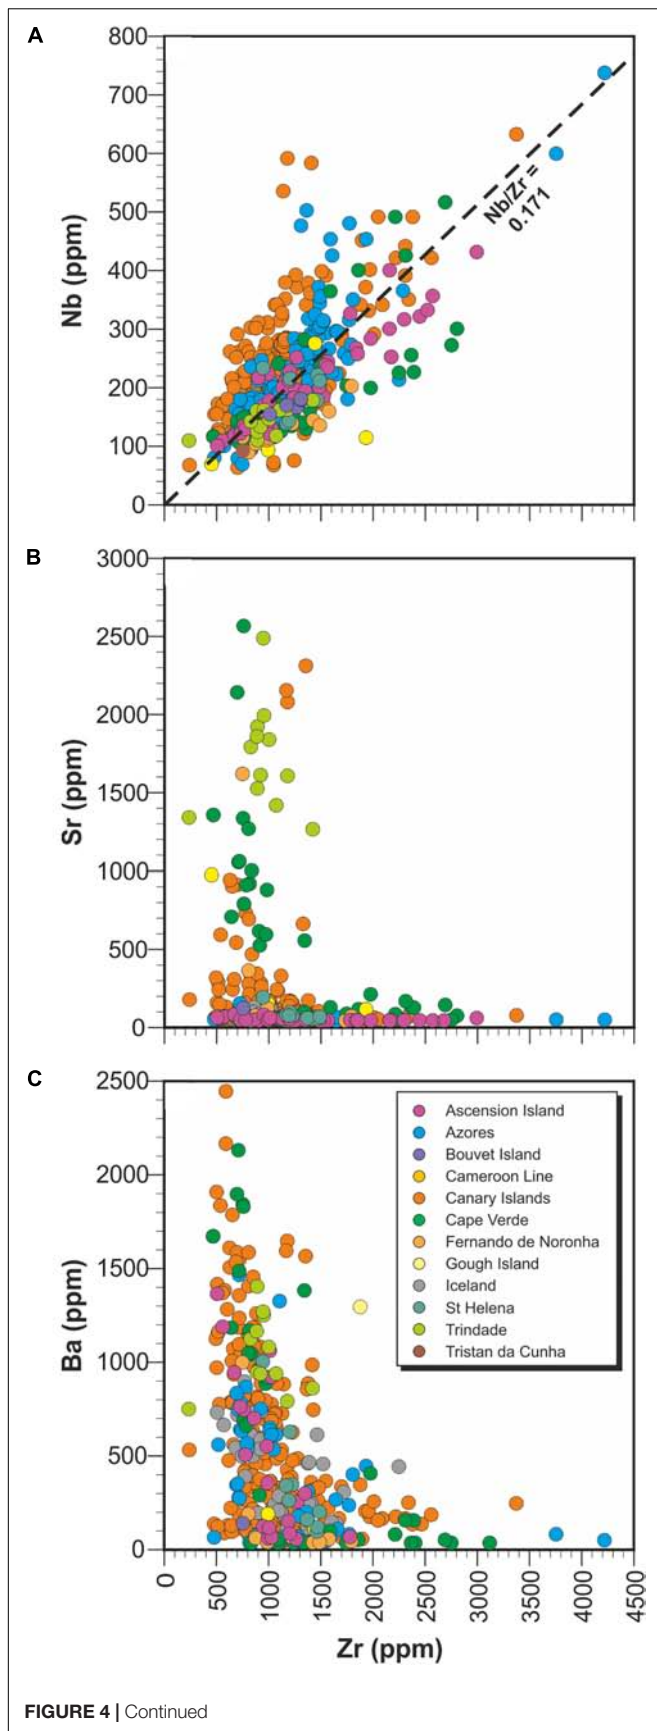 A
800
700
600
500
400
300
200
100
0
Nb (ppm)
Nb/Zr =
0.171
B
3000
2500
2000
1500
1000
500
0
Sr (ppm)
C
2500
2000
1500
1000
500
0
Ba (ppm)
Ascension Island
Azores
Bouvet Island
Cameroon Line
Canary Islands
Cape Verde
Fernando de Noronha
Gough Island
Iceland
St Helena
Trindade
Tristan da Cunha
0 500 1000 1500 2000 2500 3000 3500 4000 4500
Zr (ppm)
FIGURE 4 | Continued